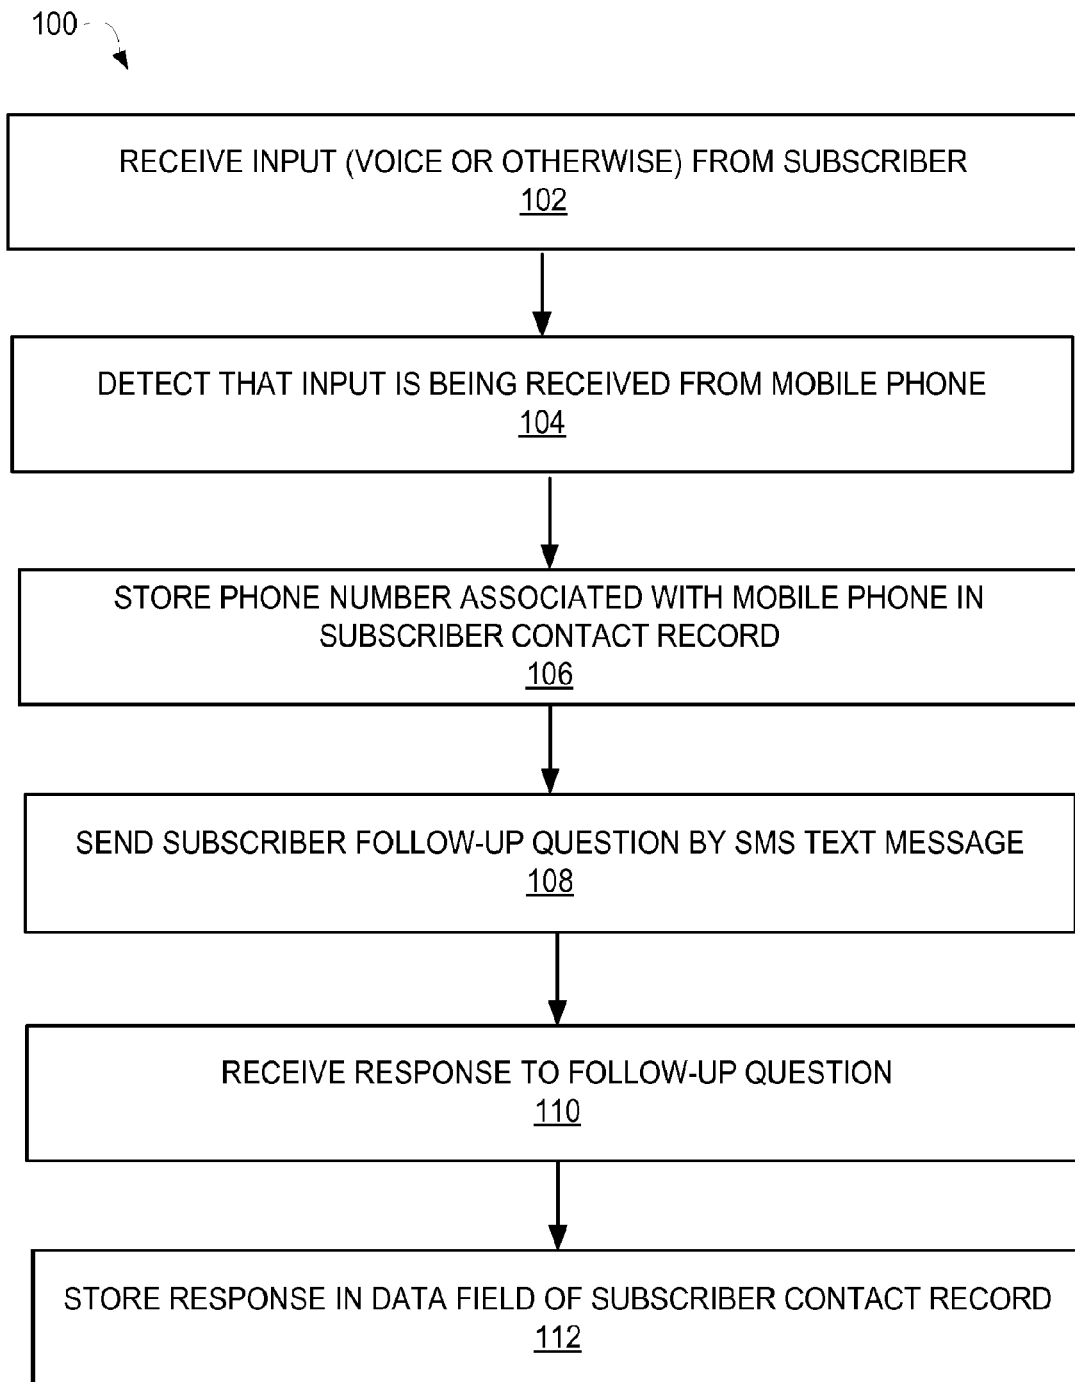 100
RECEIVE INPUT (VOICE OR OTHERWISE) FROM SUBSCRIBER
102
DETECT THAT INPUT IS BEING RECEIVED FROM MOBILE PHONE
104
STORE PHONE NUMBER ASSOCIATED WITH MOBILE PHONE IN
SUBSCRIBER CONTACT RECORD
106
SEND SUBSCRIBER FOLLOW-UP QUESTION BY SMS TEXT MESSAGE
108
RECEIVE RESPONSE TO FOLLOW-UP QUESTION
110
STORE RESPONSE IN DATA FIELD OF SUBSCRIBER CONTACT RECORD
112